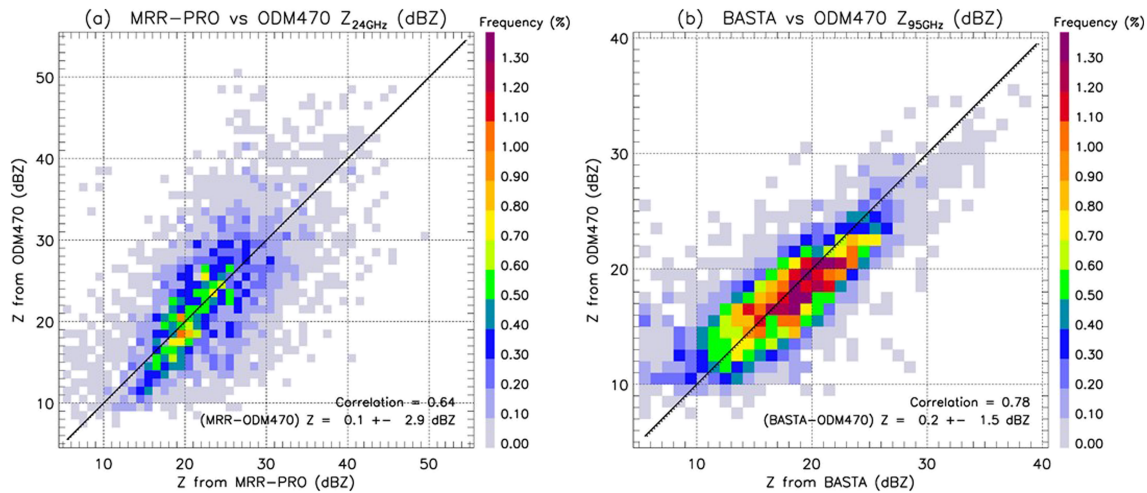 (a) MRR-PRO vs ODM470 Z24GHz (dBZ)
Frequency (%)
1.30
1.20
1.10
1.00
0.90
0.80
0.70
0.60
0.50
0.40
0.30
0.20
0.10
0.00
Z from ODM470 (dBZ)
50
40
30
20
10
Correlation = 0.64
(MRR-ODM470) Z = 0.1 +- 2.9 dBZ
10 20 30 40 50
Z from MRR-PRO (dBZ)
(b) BASTA vs ODM470 Z95GHz (dBZ)
Frequency (%)
1.30
1.20
1.10
1.00
0.90
0.80
0.70
0.60
0.50
0.40
0.30
0.20
0.10
0.00
Z from ODM470 (dBZ)
40
30
20
10
Correlation = 0.78
(BASTA-ODM470) Z = 0.2 +- 1.5 dBZ
10 20 30 40
Z from BASTA (dBZ)